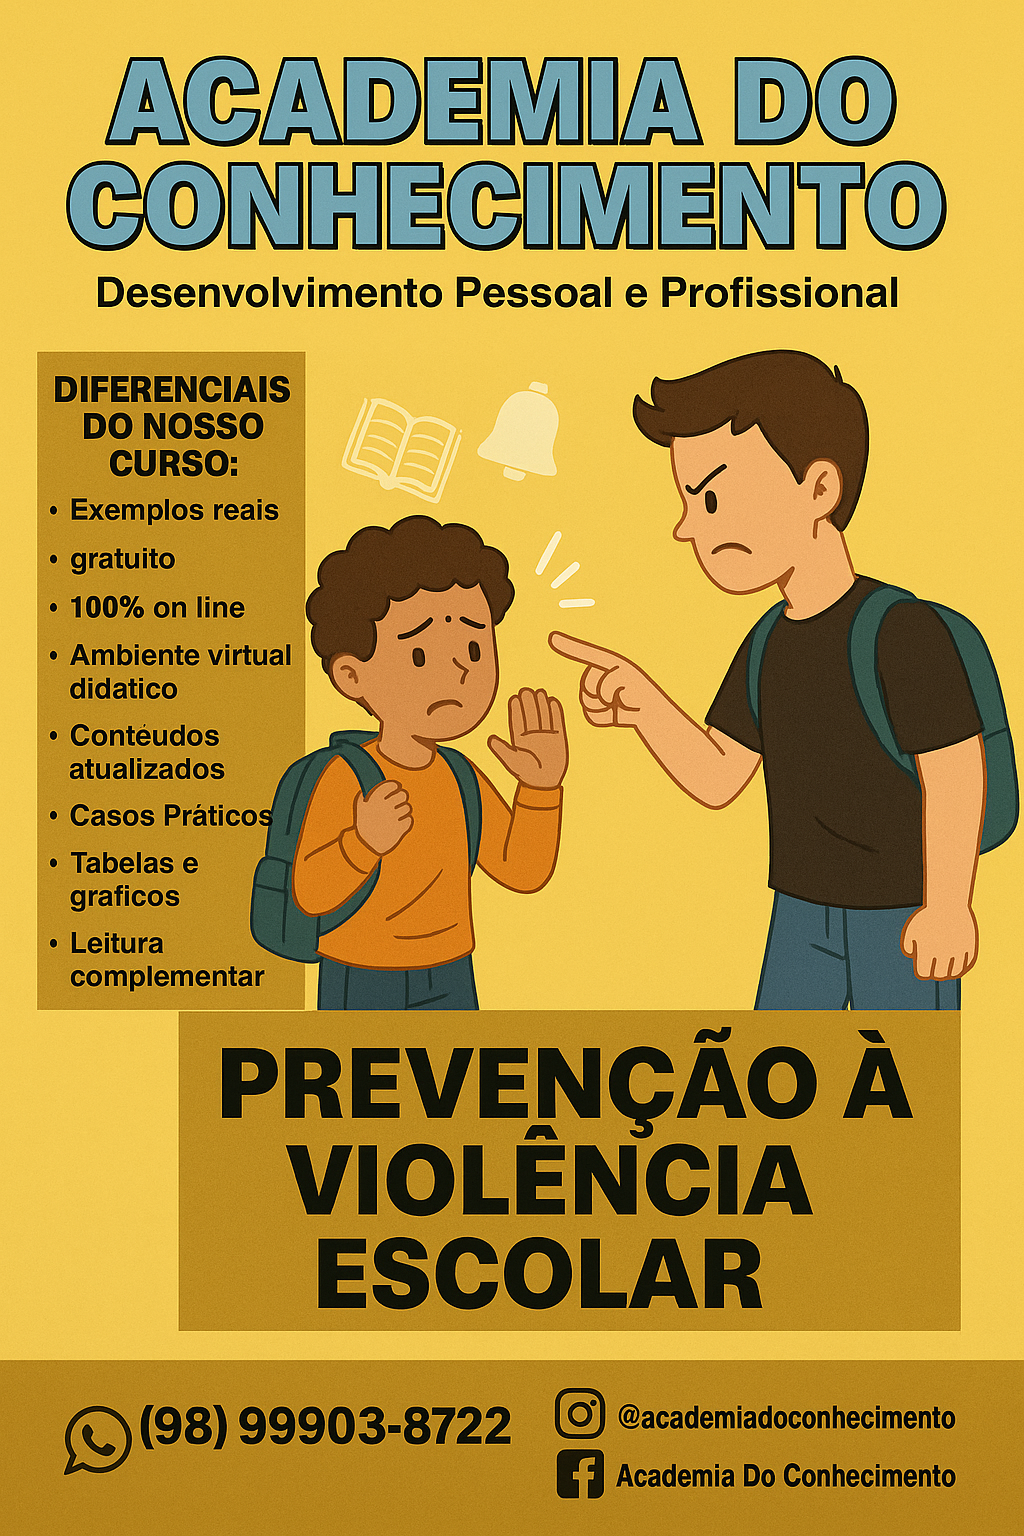 ACADEMIA DO
CONHECIMENTO
Desenvolvimento Pessoal e Profissional
DIFERENCIAIS
DO NOSSO
CURSO:
• Exemplos reais
• gratuito
• 100% on line
• Ambiente virtual
didatico
• Contéudos
atualizados
• Casos Práticos
• Tabelas e
graficos
• Leitura
complementar
PREVENÇÃO À
VIOLÊNCIA
ESCOLAR
(98) 99903-8722
@academiadoconhecimento
Academia Do Conhecimento